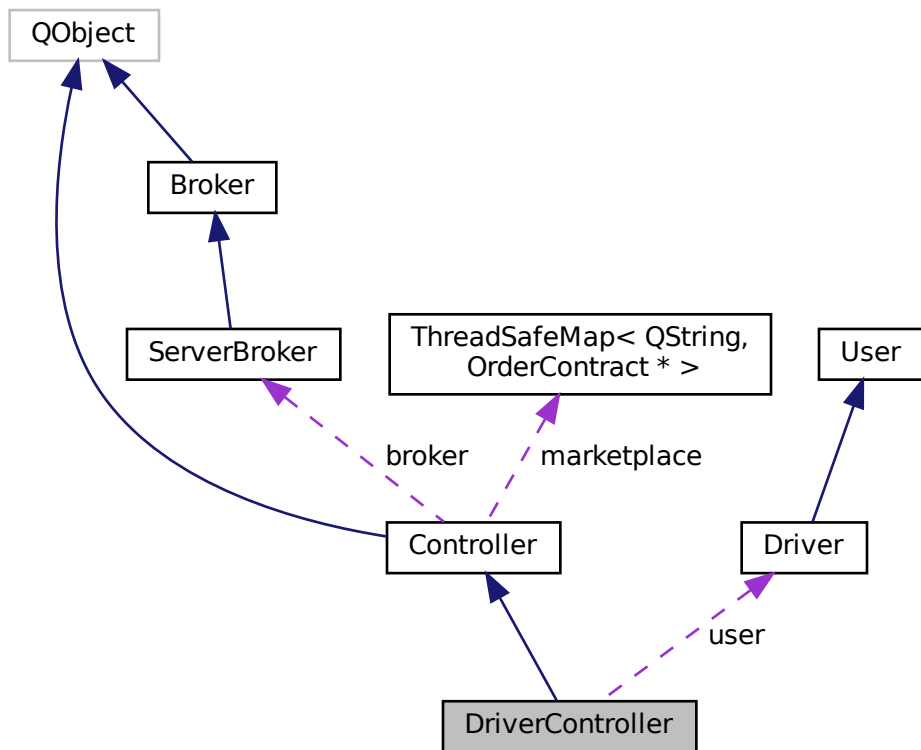 QObject
Broker
ServerBroker
ThreadSafeMap< QString,
OrderContract * >
User
broker
marketplace
Controller
Driver
user
DriverController